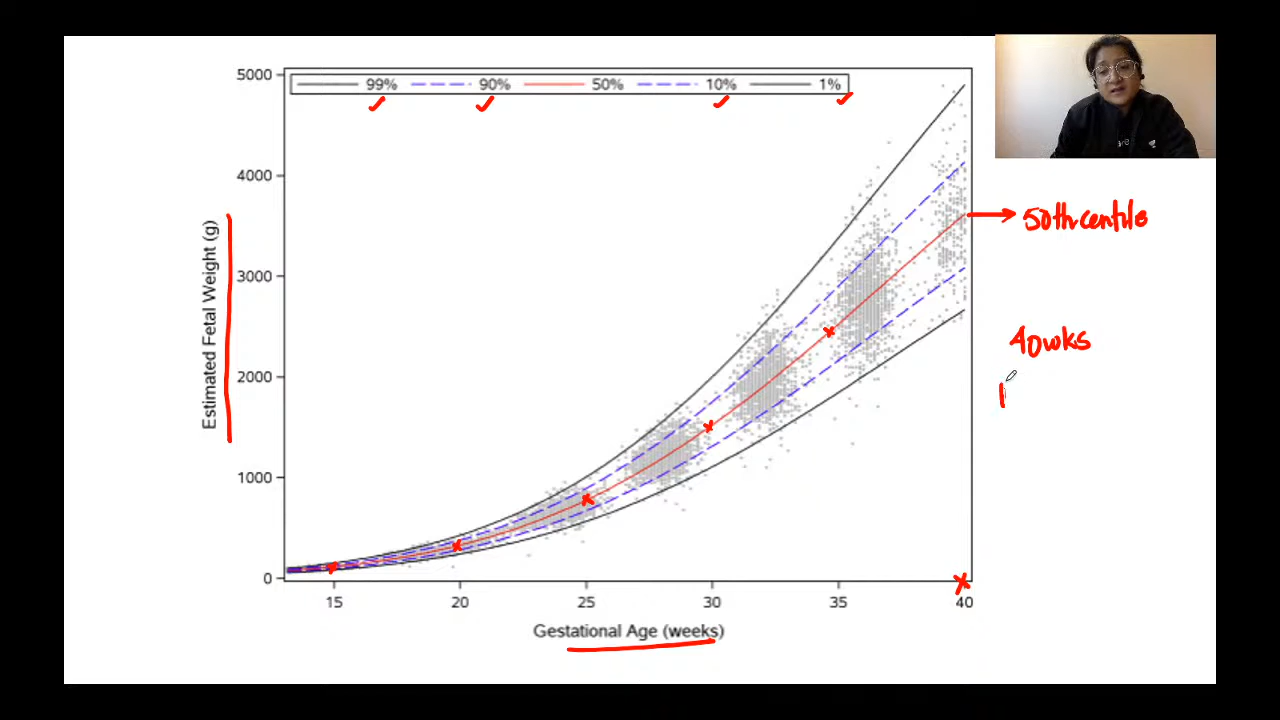 5000
99% 90% 50% 10% 1%
4000
3000
2000
1000
0
Estimated Fetal Weight (g)
15 20 25 30 35 40
Gestational Age (weeks)
50th centile
40wks